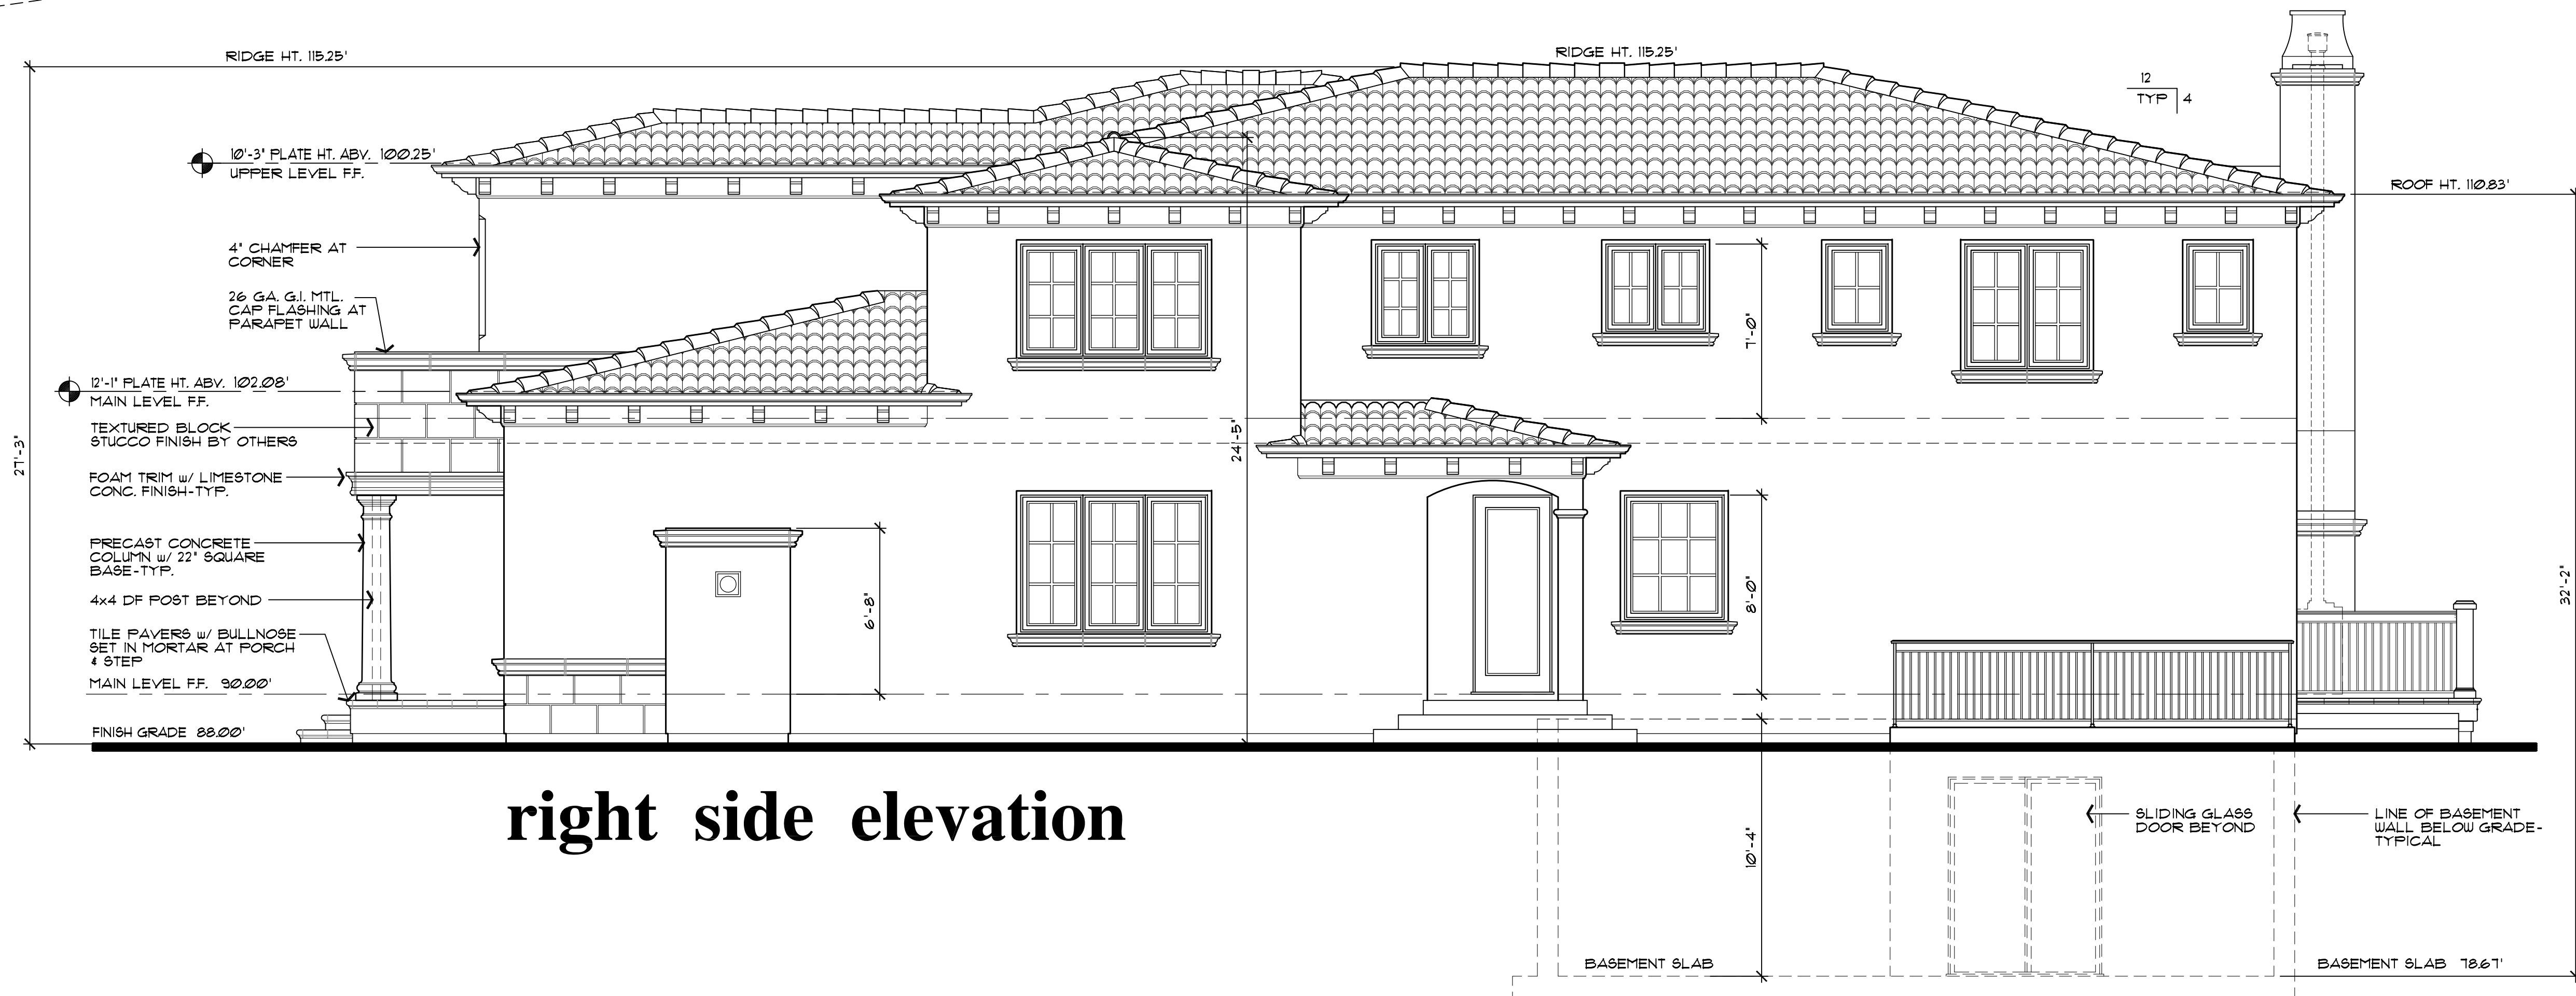 RIDGE HT. 115.25'
RIDGE HT. 115.25'
12
TYP 4
10'-3" PLATE HT. ABV. 100.25'
UPPER LEVEL F.F.
ROOF HT. 110.83'
4" CHAMFER AT
CORNER
26 GA. G.I. MTL.
CAP FLASHING AT
PARAPET WALL
7'-0"
12'-1" PLATE HT. ABV. 102.08'
MAIN LEVEL F.F.
TEXTURED BLOCK
STUCCO FINISH BY OTHERS
27'-3"
24'-5"
FOAM TRIM w/ LIMESTONE
CONC. FINISH-TYP.
PRECAST CONCRETE
COLUMN w/ 22" SQUARE
BASE-TYP.
4x4 DF POST BEYOND
6'-8"
8'-0"
32'-2"
TILE PAVERS w/ BULLNOSE
SET IN MORTAR AT PORCH
& STEP
MAIN LEVEL F.F. 90.00'
FINISH GRADE 88.00'
right side elevation
10'-4"
SLIDING GLASS
DOOR BEYOND
LINE OF BASEMENT
WALL BELOW GRADE-
TYPICAL
BASEMENT SLAB
BASEMENT SLAB 78.67'